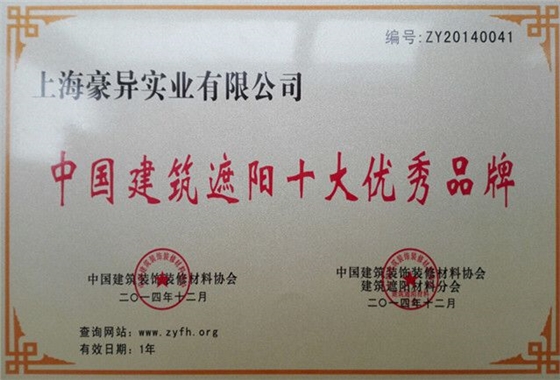 编号:ZY20140041
上海豪异实业有限公司
中国建筑遮阳十大优秀品牌
中国建筑装饰装修材料协会
二〇一四年十二月
中国建筑装饰装修材料协会
建筑遮阳材料分会
二〇一四年十二月
查询网站: www.zyfh.org
有效日期: 1年